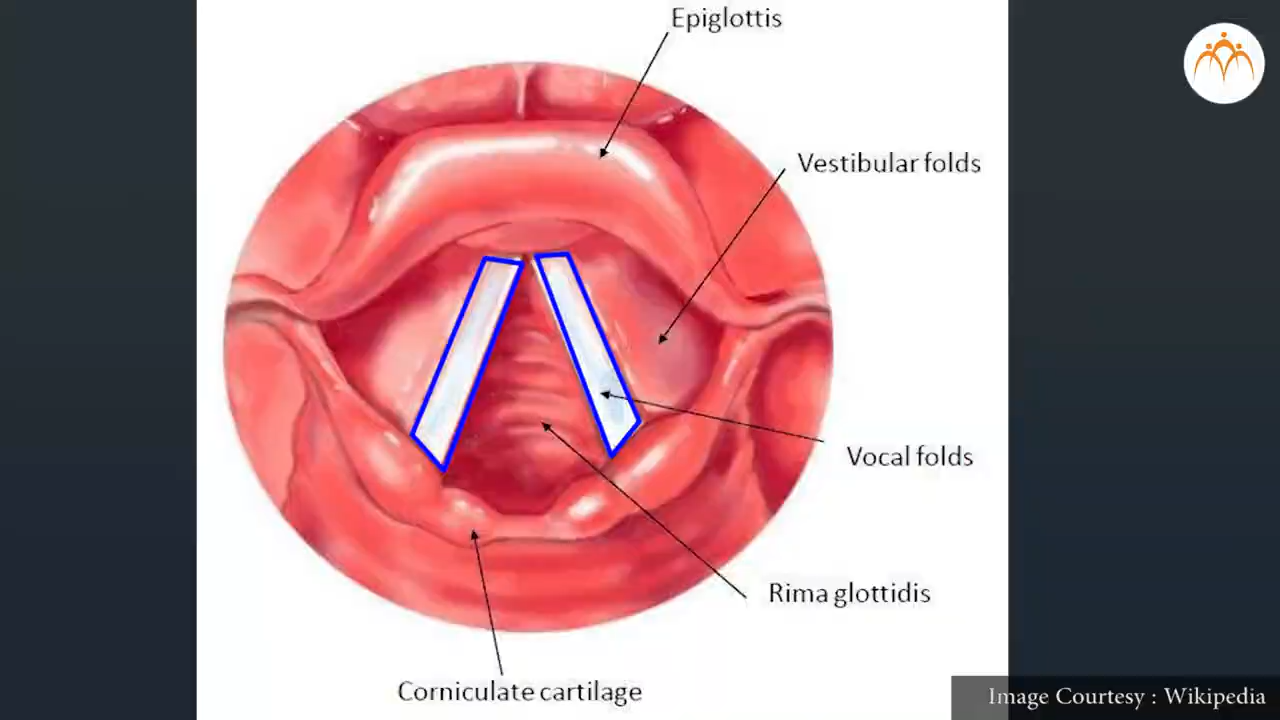 Epiglottis
Vestibular folds
Vocal folds
Rima glottidis
Corniculate cartilage
Image Courtesy : Wikipedia